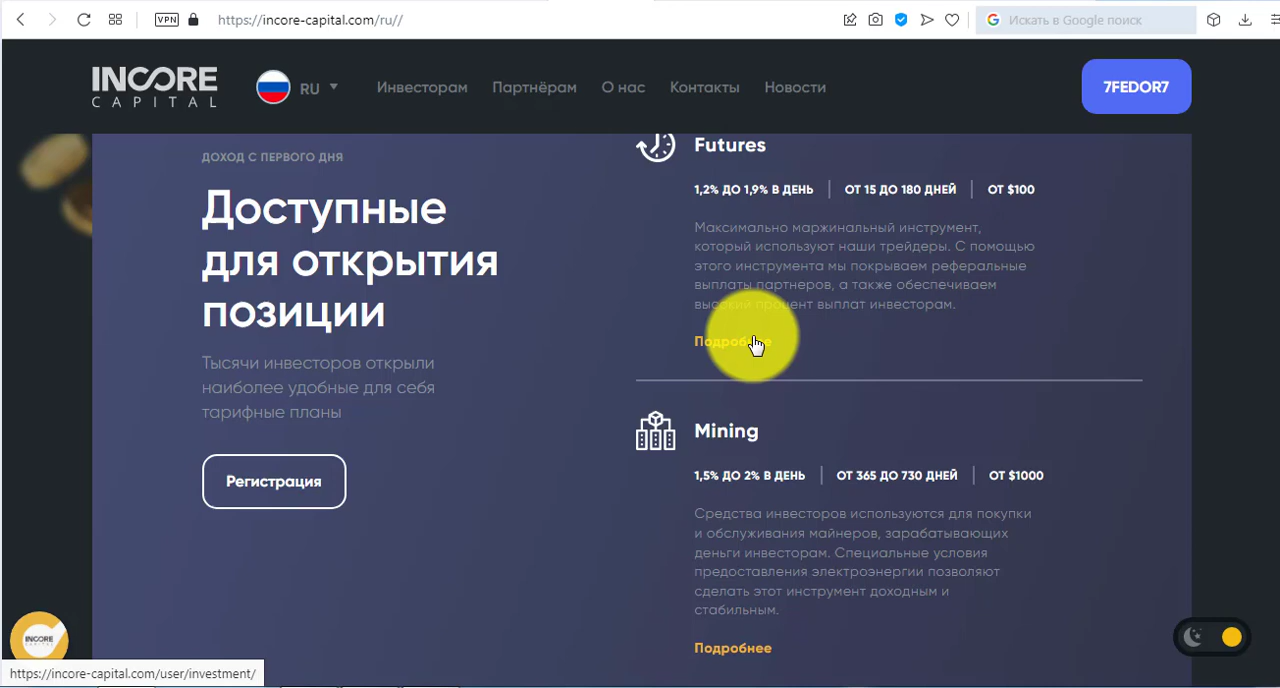 VPN
https://incore-capital.com/ru//
Искать в Google поиск
INCORE
CAPITAL
RU
Инвесторам
Партнёрам
О нас
Контакты
Новости
7FEDOR7
ДОХОД С ПЕРВОГО ДНЯ
Доступные
для открытия
позиции
Тысячи инвесторов открыли
наиболее удобные для себя
тарифные планы
Регистрация
Futures
1,2% ДО 1,9% В ДЕНЬ
ОТ 15 ДО 180 ДНЕЙ
ОТ $100
Максимально маржинальный инструмент,
который используют наши трейдеры. С помощью
этого инструмента мы покрываем реферальные
выплаты партнеров, а также обеспечиваем
высокий процент выплат инвесторам.
Подробнее
Mining
1,5% ДО 2% В ДЕНЬ
ОТ 365 ДО 730 ДНЕЙ
ОТ $1000
Средства инвесторов используются для покупки
и обслуживания майнеров, зарабатывающих
деньги инвесторам. Специальные условия
предоставления электроэнергии позволяют
сделать этот инструмент доходным и
стабильным.
Подробнее
INCORE
CAPITAL
https://incore-capital.com/user/investment/